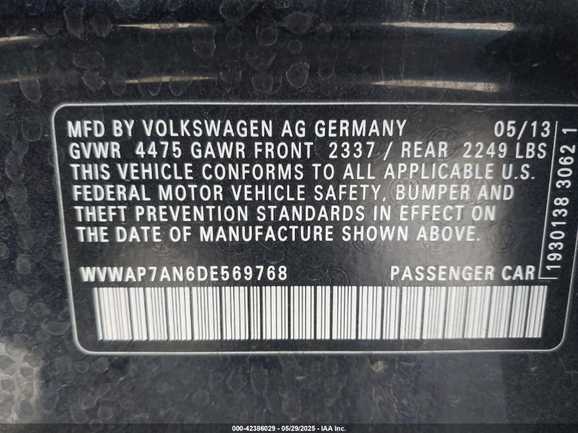 MFD BY VOLKSWAGEN AG GERMANY 05/13
GVWR 4475 GAWR FRONT 2337 / REAR 2249 LBS
THIS VEHICLE CONFORMS TO ALL APPLICABLE U.S.
FEDERAL MOTOR VEHICLE SAFETY, BUMPER AND
THEFT PREVENTION STANDARDS IN EFFECT ON
THE DATE OF MANUFACTURE SHOWN ABOVE.
WVWAP7AN6DE569768 PASSENGER CAR
1930138 3062 1
000-42386029 - 05/29/2025 - IAA Inc.